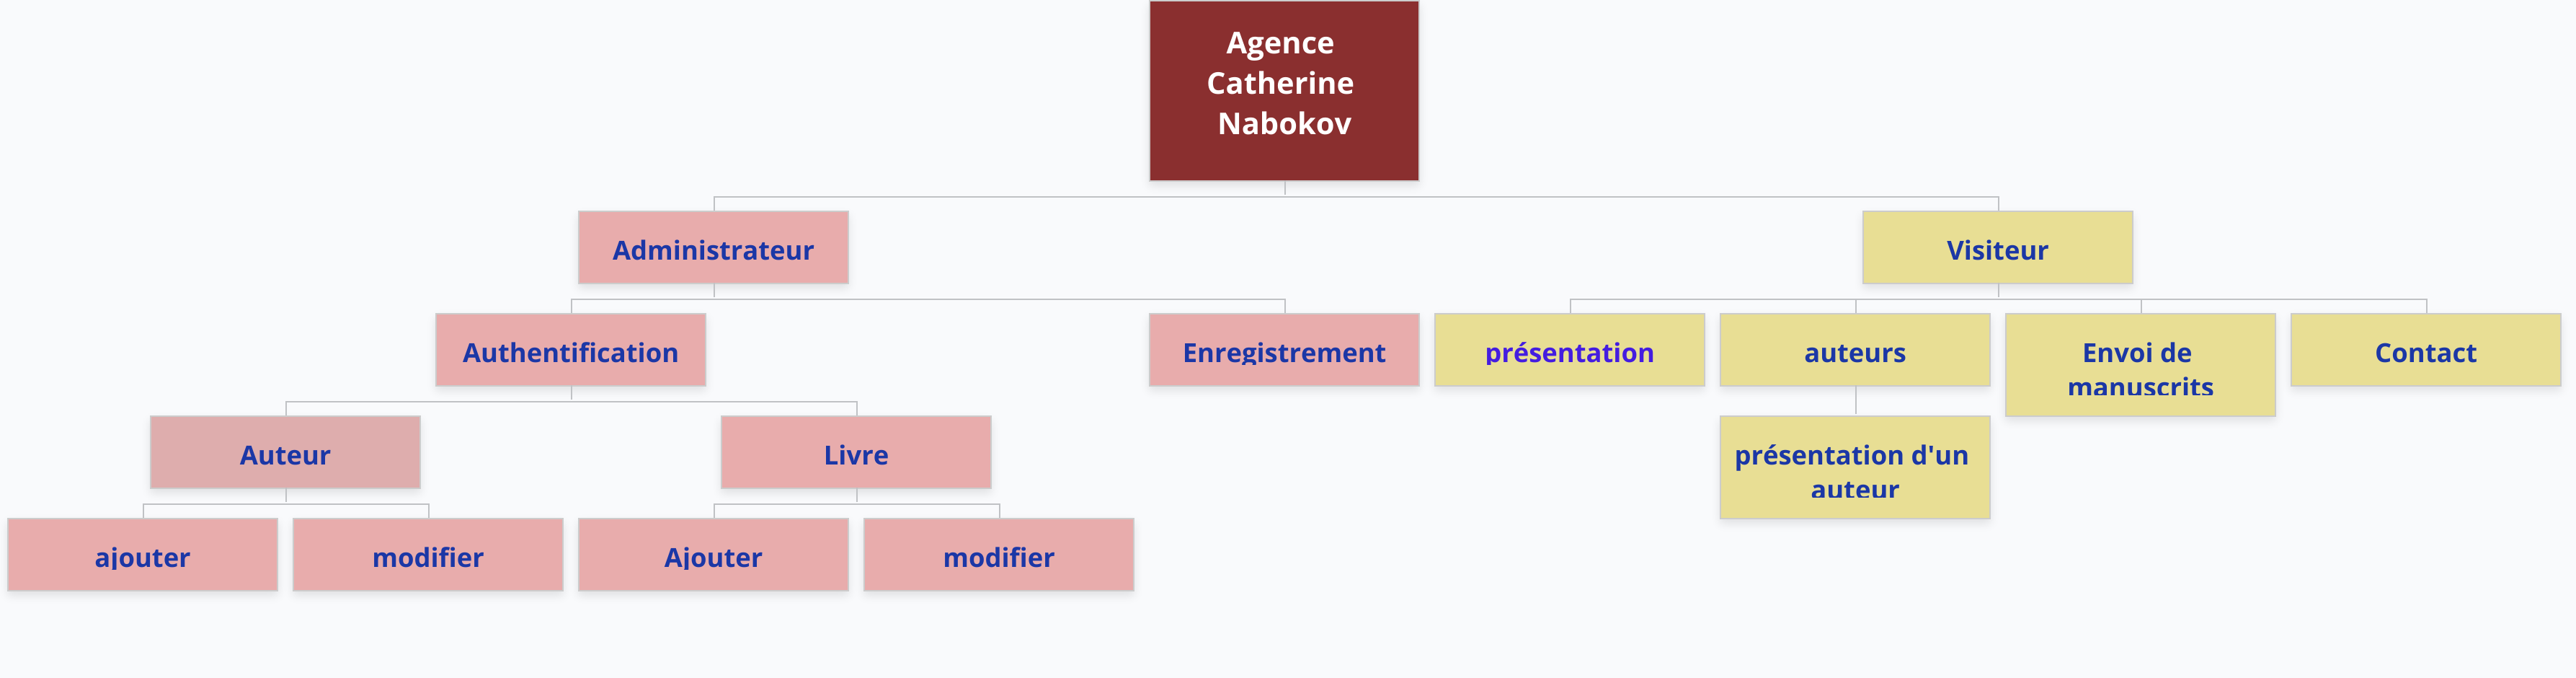 Agence
Catherine
Nabokov
Administrateur
Visiteur
Authentification
Enregistrement
présentation
auteurs
Envoi de
manuscrits
Contact
Auteur
Livre
présentation d'un
auteur
ajouter
modifier
Ajouter
modifier